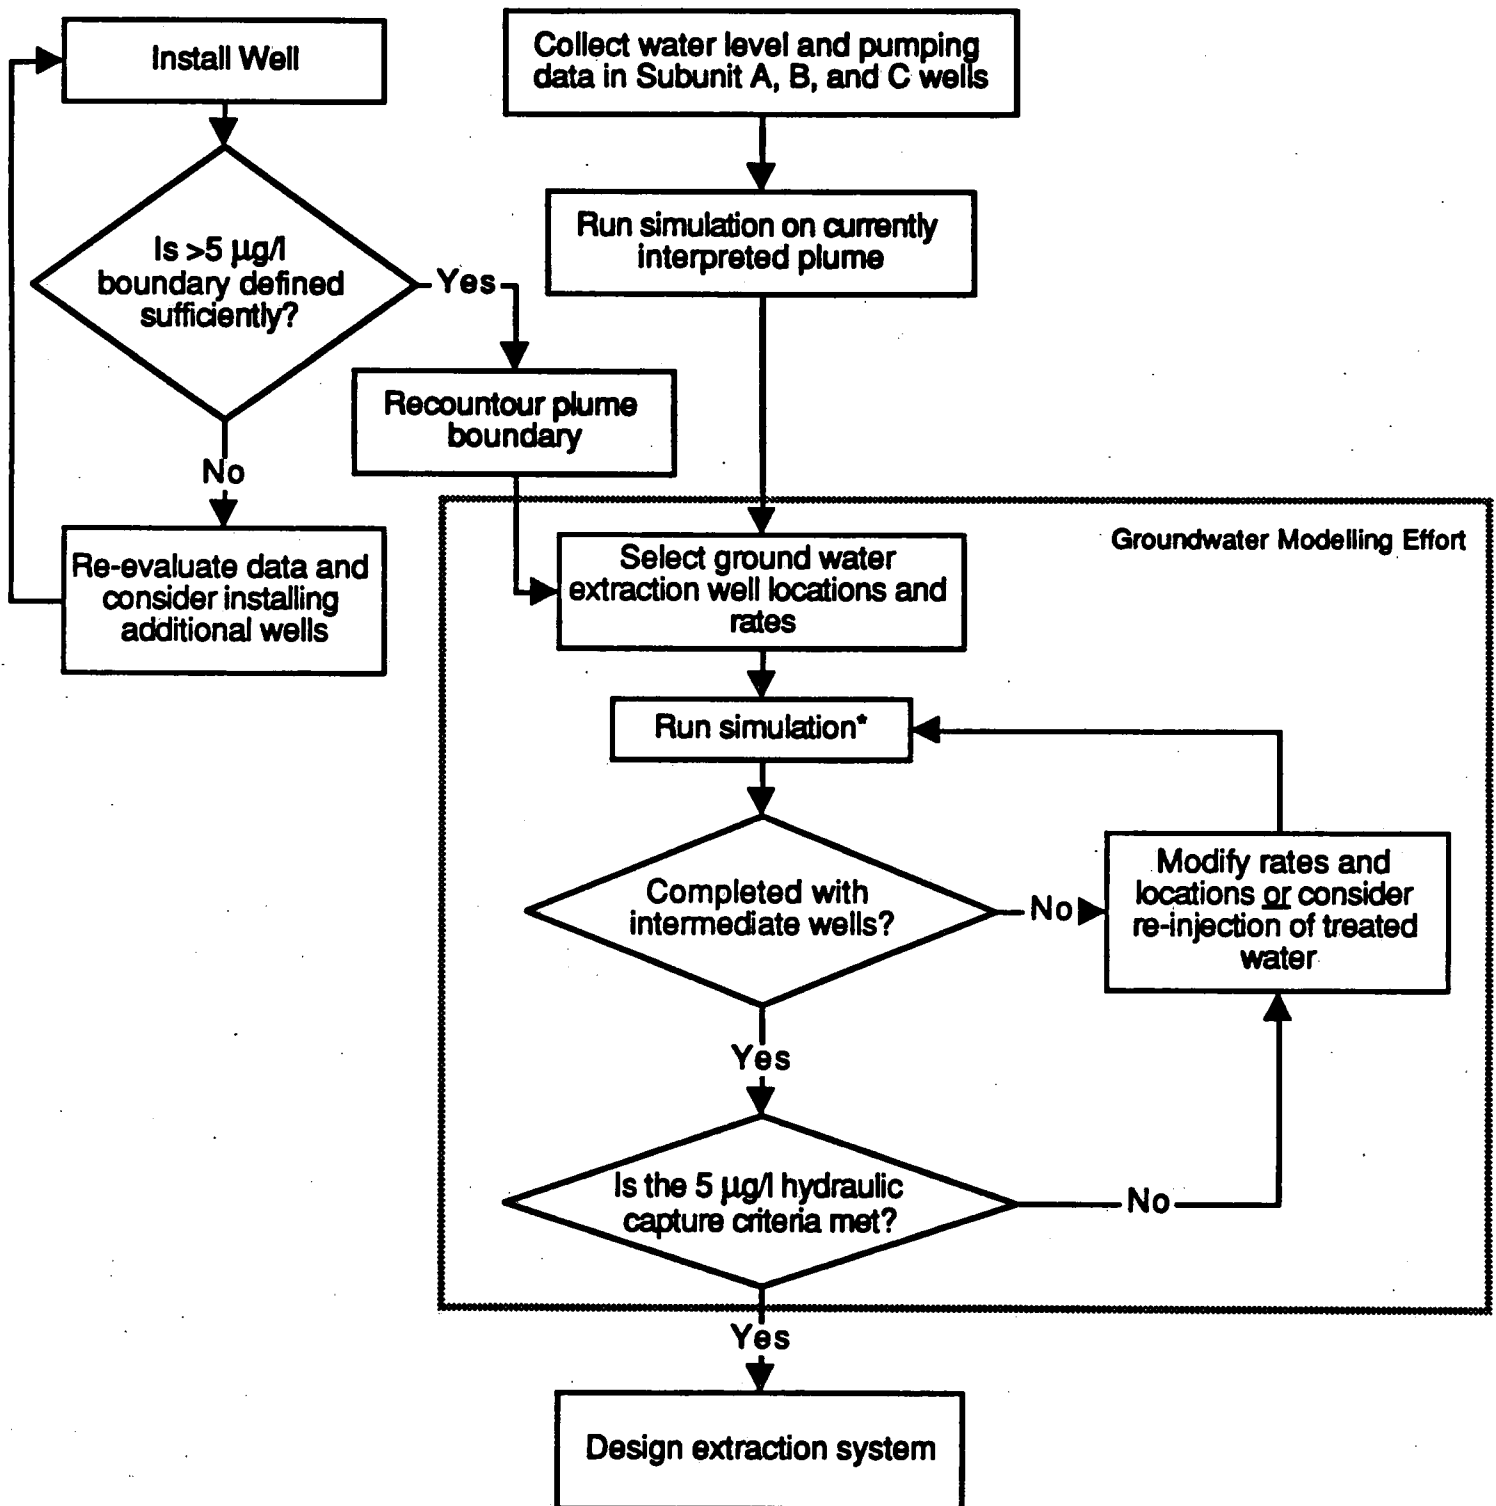 Install Well
Collect water level and pumping
data in Subunit A, B, and C wells
Is >5 µg/l
boundary defined
sufficiently?
Yes
Run simulation on currently
interpreted plume
Recountour plume
boundary
No
Re-evaluate data and
consider installing
additional wells
Groundwater Modelling Effort
Select ground water
extraction well locations and
rates
Run simulation*
Completed with
intermediate wells?
No
Modify rates and
locations or consider
re-injection of treated
water
Yes
Is the 5 µg/l hydraulic
capture criteria met?
No
Yes
Design extraction system